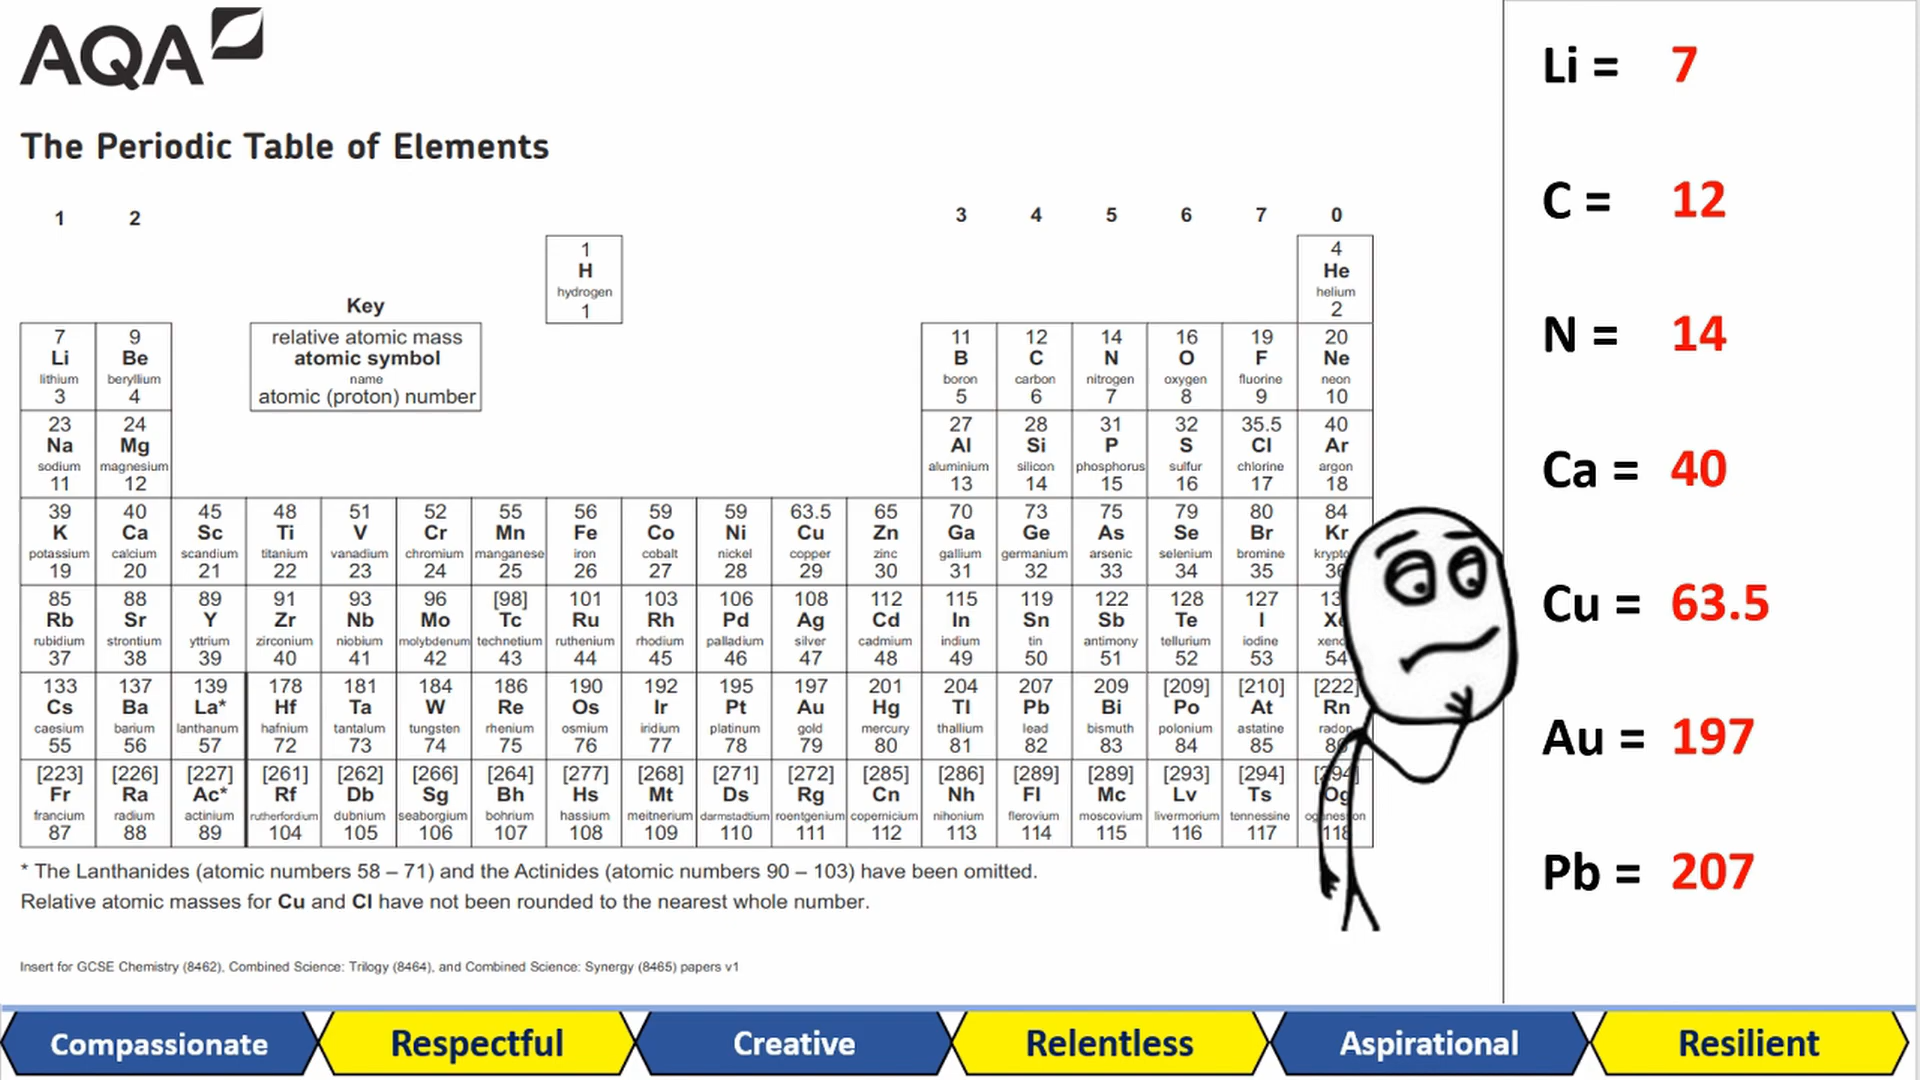 AQA
The Periodic Table of Elements
1 2 3 4 5 6 7 0
1 4
H He
hydrogen helium
1 2
Key
relative atomic mass
atomic symbol
name
atomic (proton) number
7 9 11 12 14 16 19 20
Li Be B C N O F Ne
lithium beryllium boron carbon nitrogen oxygen fluorine neon
3 4 5 6 7 8 9 10
23 24 27 28 31 32 35.5 40
Na Mg Al Si P S Cl Ar
sodium magnesium aluminium silicon phosphorus sulfur chlorine argon
11 12 13 14 15 16 17 18
39 40 45 48 51 52 55 56 59 59 63.5 65 70 73 75 79 80 84
K Ca Sc Ti V Cr Mn Fe Co Ni Cu Zn Ga Ge As Se Br Kr
potassium calcium scandium titanium vanadium chromium manganese iron cobalt nickel copper zinc gallium germanium arsenic selenium bromine
19 20 21 22 23 24 25 26 27 28 29 30 31 32 33 34 35
85 88 89 91 93 96 [98] 101 103 106 108 112 115 119 122 128 127
Rb Sr Y Zr Nb Mo Tc Ru Rh Pd Ag Cd In Sn Sb Te I
rubidium strontium yttrium zirconium niobium molybdenum technetium ruthenium rhodium palladium silver cadmium indium tin antimony tellurium iodine
37 38 39 40 41 42 43 44 45 46 47 48 49 50 51 52 53 54
133 137 139 178 181 184 186 190 192 195 197 201 204 207 209 [209] [210] [222]
Cs Ba La* Hf Ta W Re Os Ir Pt Au Hg Tl Pb Bi Po At Rn
caesium barium lanthanum hafnium tantalum tungsten rhenium osmium iridium platinum gold mercury thallium lead bismuth polonium astatine radon
55 56 57 72 73 74 75 76 77 78 79 80 81 82 83 84 85
[223] [226] [227] [261] [262] [266] [264] [277] [268] [271] [272] [285] [286] [289] [289] [293] [294] [294]
Fr Ra Ac* Rf Db Sg Bh Hs Mt Ds Rg Cn Nh Fl Mc Lv Ts Og
francium radium actinium rutherfordium dubnium seaborgium bohrium hassium meitnerium darmstadtium roentgenium copernicium nihonium flerovium moscovium livermorium tennessine oganesson
87 88 89 104 105 106 107 108 109 110 111 112 113 114 115 116 117 118
* The Lanthanides (atomic numbers 58 – 71) and the Actinides (atomic numbers 90 – 103) have been omitted.
Relative atomic masses for Cu and Cl have not been rounded to the nearest whole number.
Insert for GCSE Chemistry (8462), Combined Science: Trilogy (8464), and Combined Science: Synergy (8465) papers v1
Li = 7
C = 12
N = 14
Ca = 40
Cu = 63.5
Au = 197
Pb = 207
Compassionate Respectful Creative Relentless Aspirational Resilient